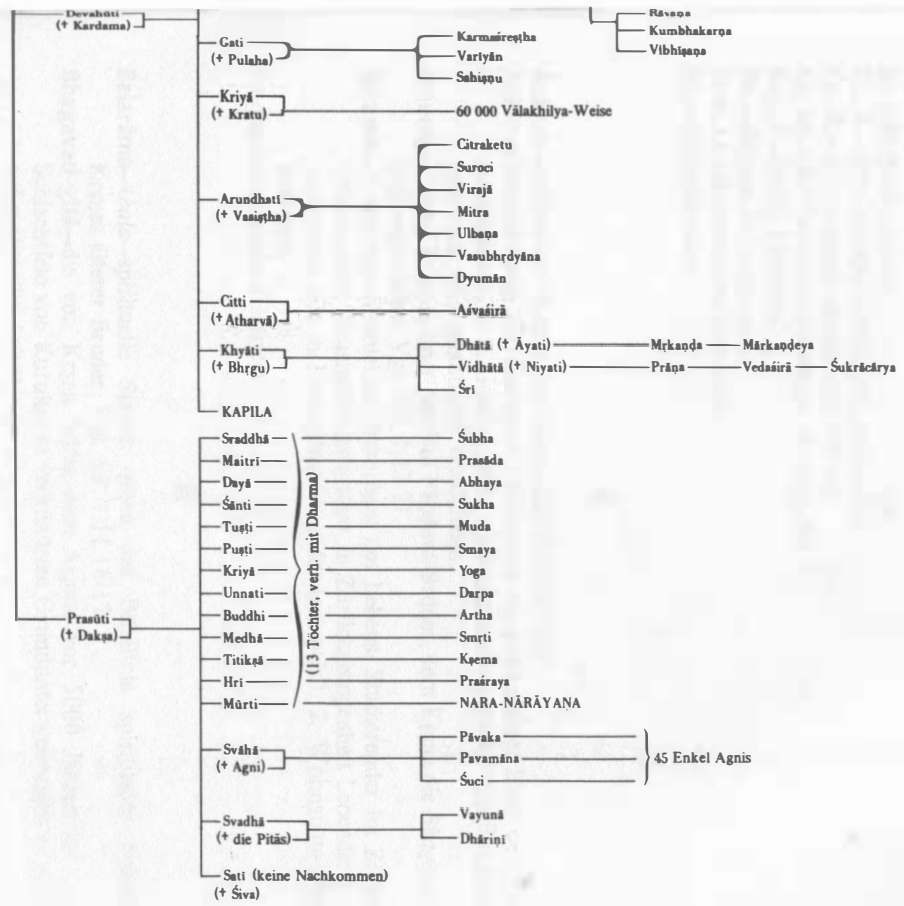 Devahūti
(† Kardama)
Rāvaṇa
Kumbhakarṇa
Vibhīṣaṇa
Gati
(† Pulaha)
Karmaśreṣṭha
Varīyān
Sahiṣṇu
Kriyā
(† Kratu)
60 000 Vālakhilya-Weise
Arundhatī
(† Vasiṣṭha)
Citraketu
Suroci
Virajā
Mitra
Ulbaṇa
Vasubhṛdyāna
Dyumān
Citti
(† Atharvā)
Aśvaśirā
Khyāti
(† Bhṛgu)
Dhātā († Āyati) Mṛkaṇḍa Mārkaṇḍeya
Vidhātā († Niyati) Prāṇa Vedaśirā Śukrācārya
Śrī
KAPILA
Prasūti
(† Dakṣa)
Sraddhā Śubha
Maitrī Prasāda
Dayā Abhaya
Śānti Sukha
Tuṣṭi Muda
Puṣṭi Smaya
Kriyā Yoga
Unnati Darpa
Buddhi Artha
Medhā Smṛti
Titikṣā Kṣema
Hrī Praśraya
Mūrti NARA-NĀRĀYAṆA
(13 Töchter, verh. mit Dharma)
Svāhā
(† Agni)
Pāvaka
Pavamāna
Śuci
45 Enkel Agnis
Svadhā
(† die Pitās)
Vayunā
Dhāriṇī
Satī (keine Nachkommen)
(† Śiva)